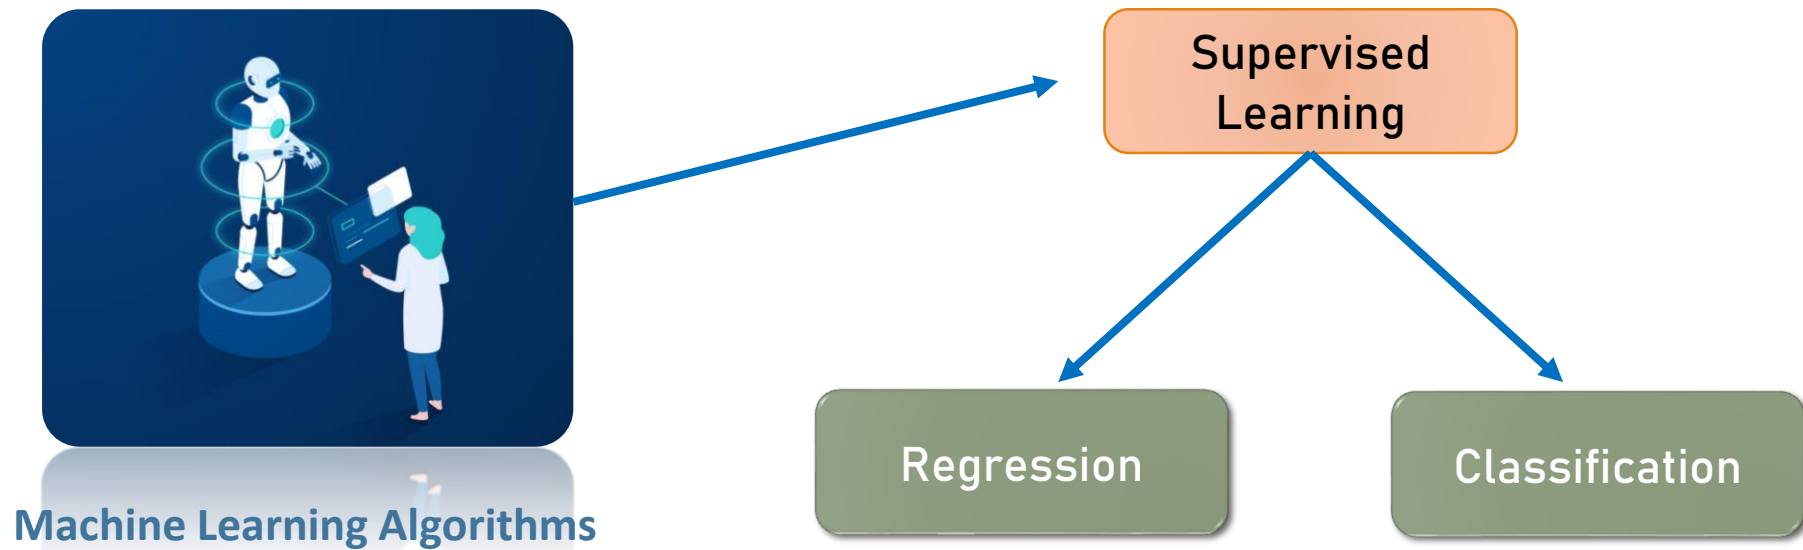 Supervised
Learning
Regression
Classification
Machine Learning Algorithms